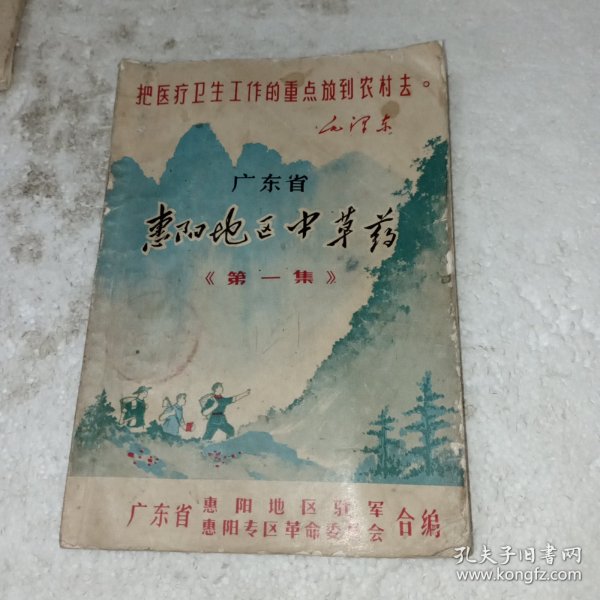 把医疗卫生工作的重点放到农村去。
毛泽东
广东省
惠阳地区中草药
《第一集》
广东省 惠阳地区驻军 合编
惠阳专区革命委员会
孔夫子旧书网
www.kongfz.com